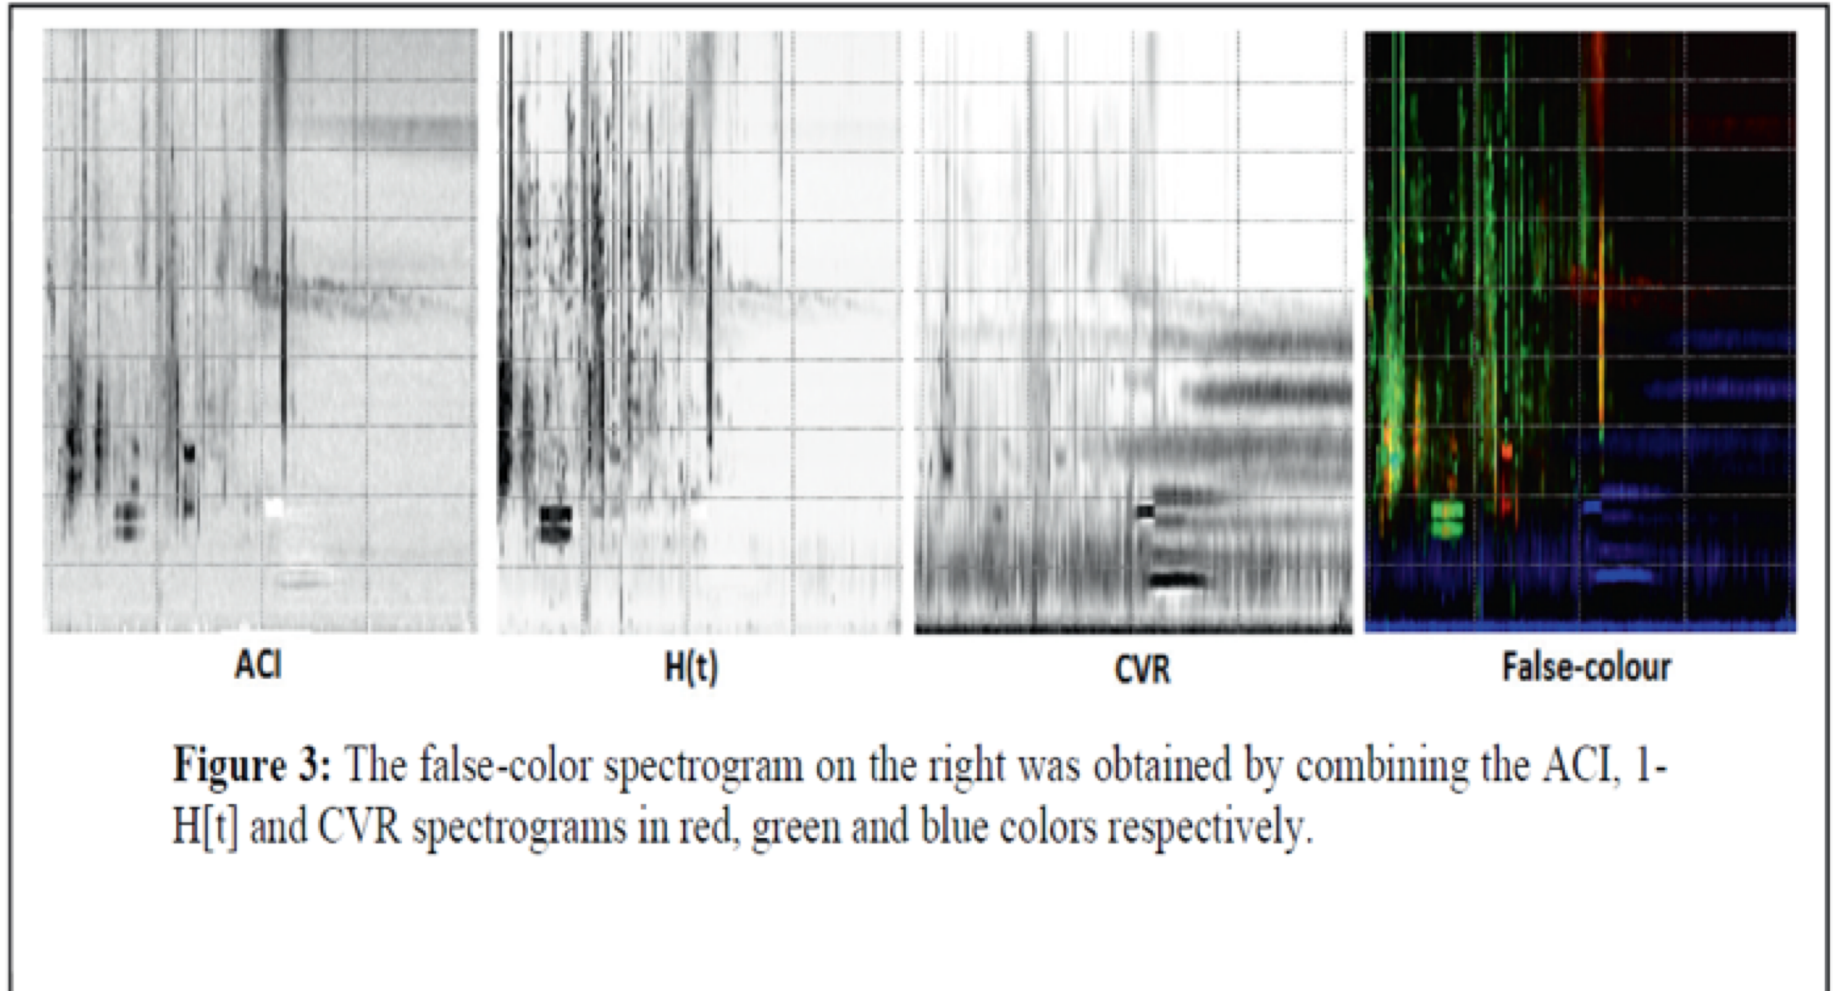 ACI H(t) CVR False-colour
Figure 3: The false-color spectrogram on the right was obtained by combining the ACI, 1-
H[t] and CVR spectrograms in red, green and blue colors respectively.